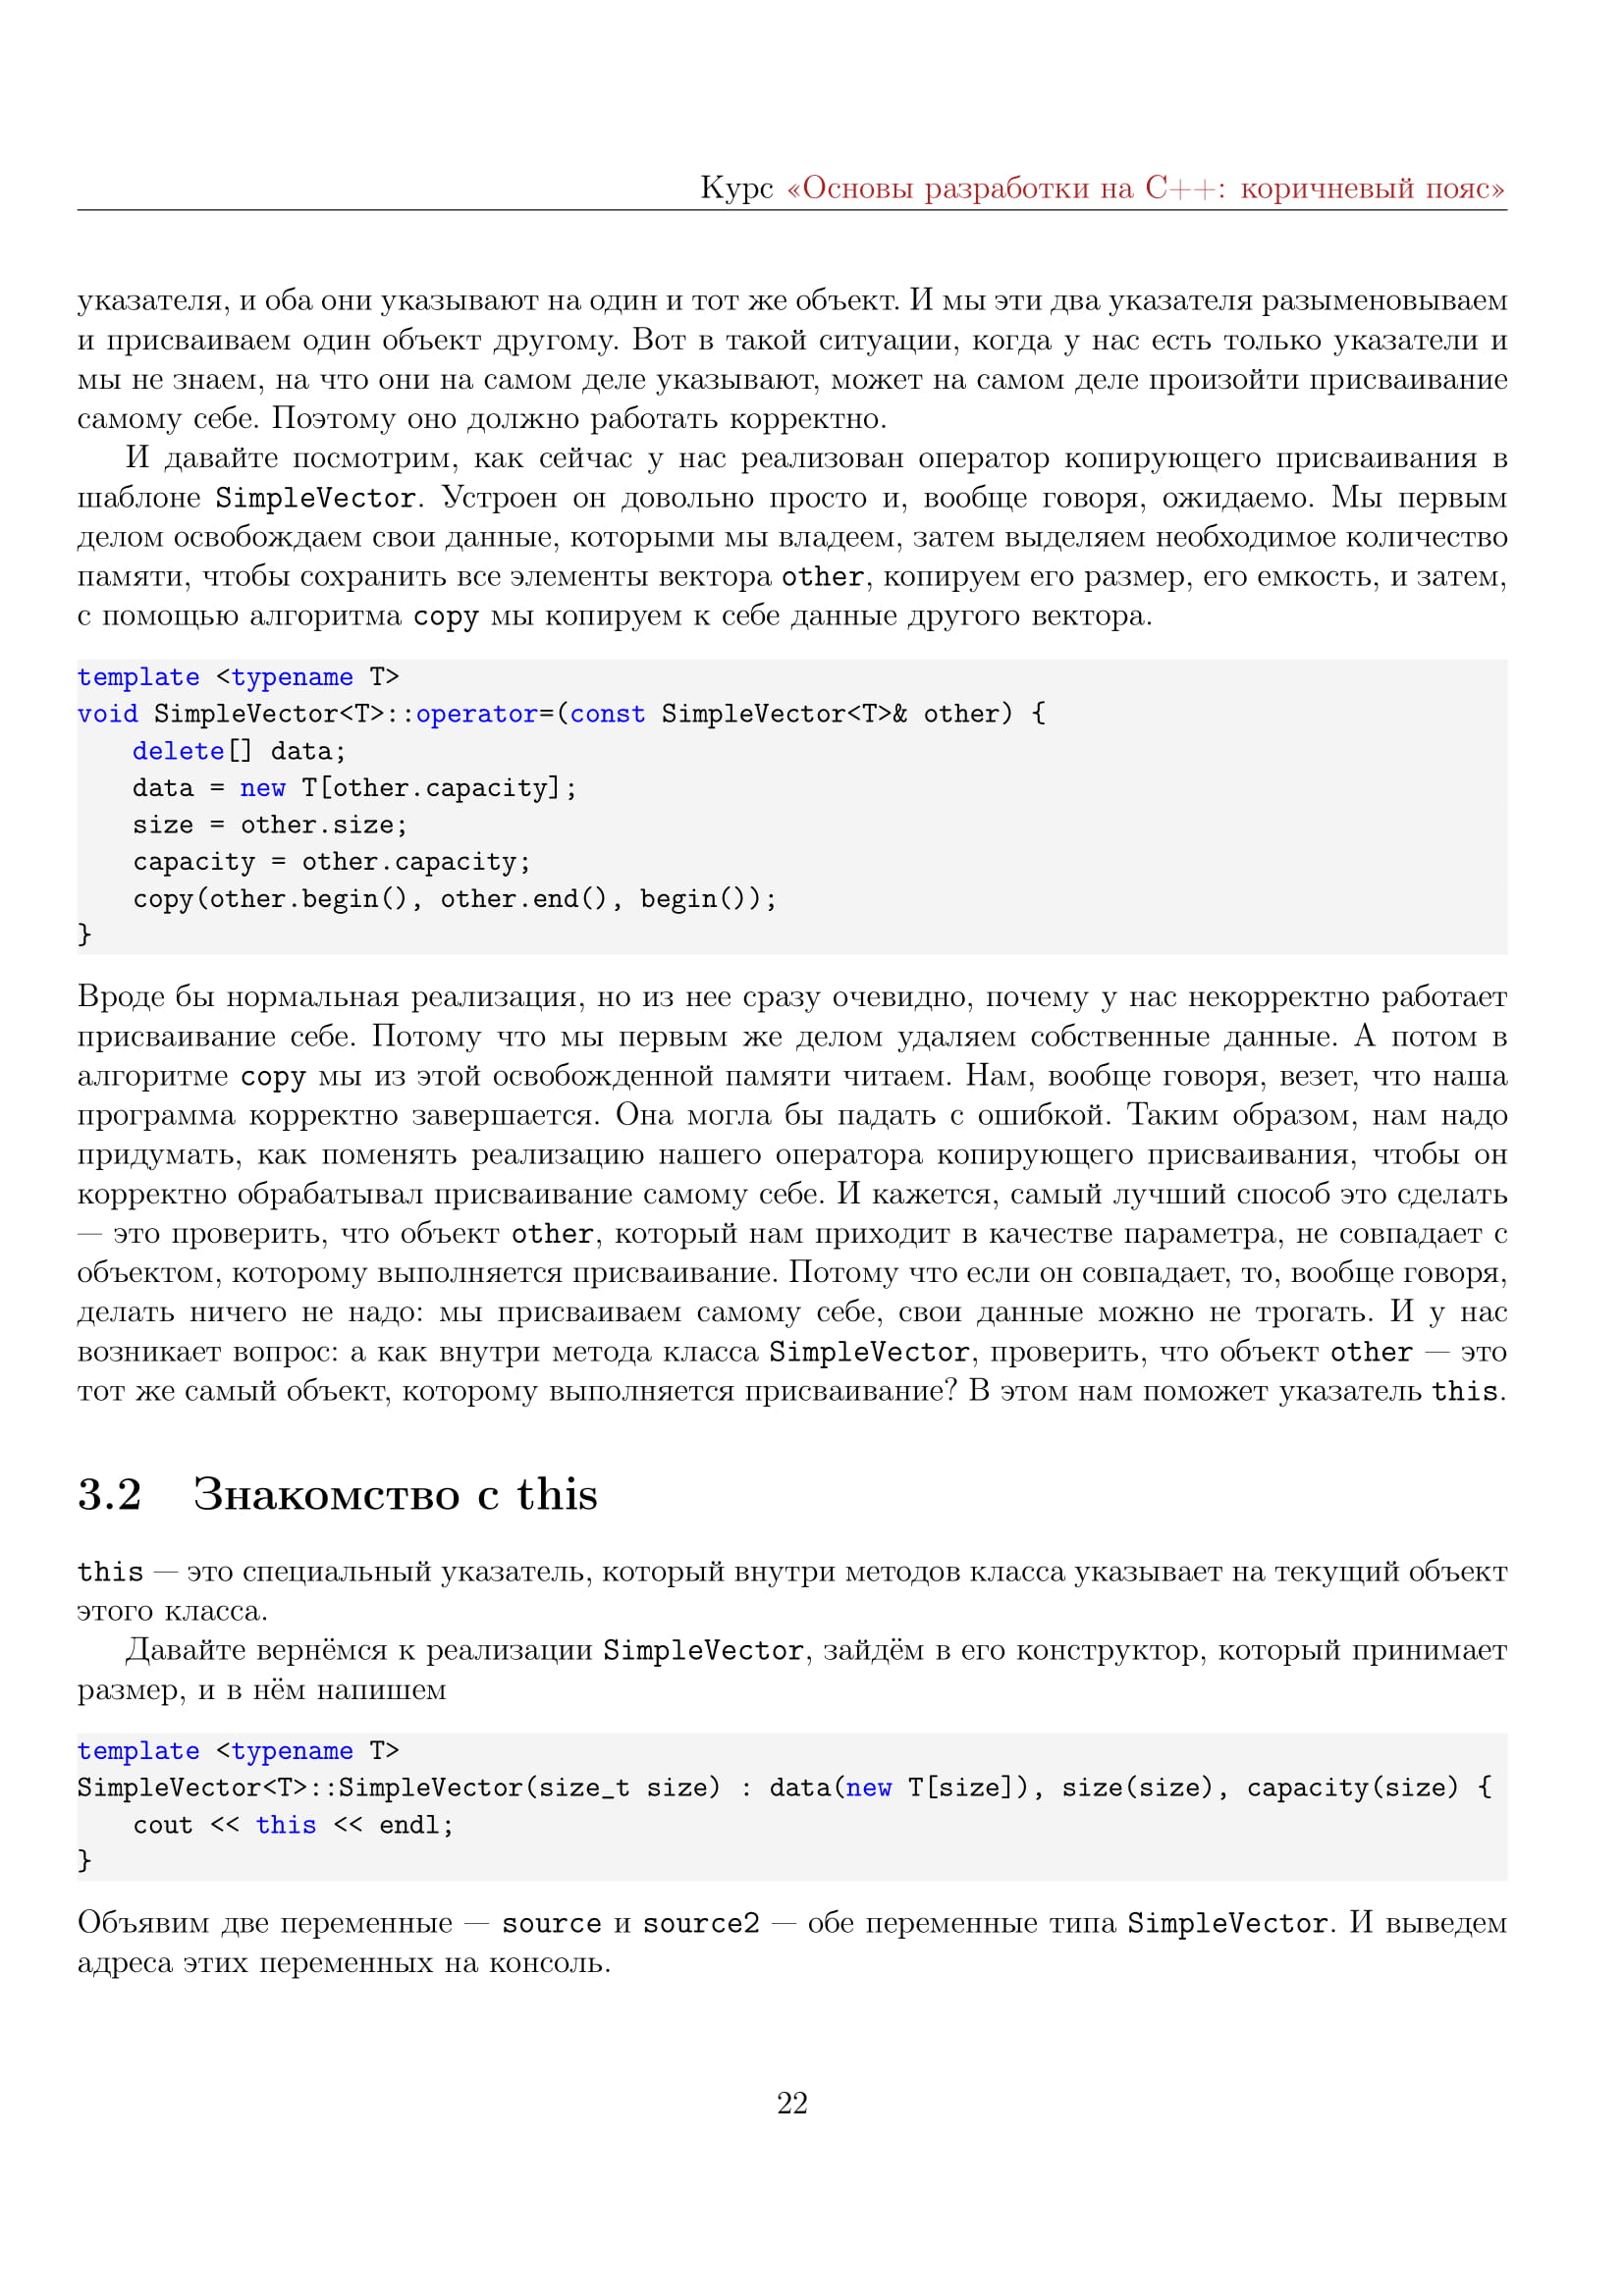 Курс «Основы разработки на C++: коричневый пояс»
указателя, и оба они указывают на один и тот же объект. И мы эти два указателя разыменовываем
и присваиваем один объект другому. Вот в такой ситуации, когда у нас есть только указатели и
мы не знаем, на что они на самом деле указывают, может на самом деле произойти присваивание
самому себе. Поэтому оно должно работать корректно.
И давайте посмотрим, как сейчас у нас реализован оператор копирующего присваивания в
шаблоне SimpleVector. Устроен он довольно просто и, вообще говоря, ожидаемо. Мы первым
делом освобождаем свои данные, которыми мы владеем, затем выделяем необходимое количество
памяти, чтобы сохранить все элементы вектора other, копируем его размер, его емкость, и затем,
с помощью алгоритма copy мы копируем к себе данные другого вектора.
template <typename T>
void SimpleVector<T>::operator=(const SimpleVector<T>& other) {
    delete[] data;
    data = new T[other.capacity];
    size = other.size;
    capacity = other.capacity;
    copy(other.begin(), other.end(), begin());
}
Вроде бы нормальная реализация, но из нее сразу очевидно, почему у нас некорректно работает
присваивание себе. Потому что мы первым же делом удаляем собственные данные. А потом в
алгоритме copy мы из этой освобожденной памяти читаем. Нам, вообще говоря, везет, что наша
программа корректно завершается. Она могла бы падать с ошибкой. Таким образом, нам надо
придумать, как поменять реализацию нашего оператора копирующего присваивания, чтобы он
корректно обрабатывал присваивание самому себе. И кажется, самый лучший способ это сделать
— это проверить, что объект other, который нам приходит в качестве параметра, не совпадает с
объектом, которому выполняется присваивание. Потому что если он совпадает, то, вообще говоря,
делать ничего не надо: мы присваиваем самому себе, свои данные можно не трогать. И у нас
возникает вопрос: а как внутри метода класса SimpleVector, проверить, что объект other — это
тот же самый объект, которому выполняется присваивание? В этом нам поможет указатель this.
3.2 Знакомство с this
this — это специальный указатель, который внутри методов класса указывает на текущий объект
этого класса.
Давайте вернёмся к реализации SimpleVector, зайдём в его конструктор, который принимает
размер, и в нём напишем
template <typename T>
SimpleVector<T>::SimpleVector(size_t size) : data(new T[size]), size(size), capacity(size) {
    cout << this << endl;
}
Объявим две переменные — source и source2 — обе переменные типа SimpleVector. И выведем
адреса этих переменных на консоль.
22